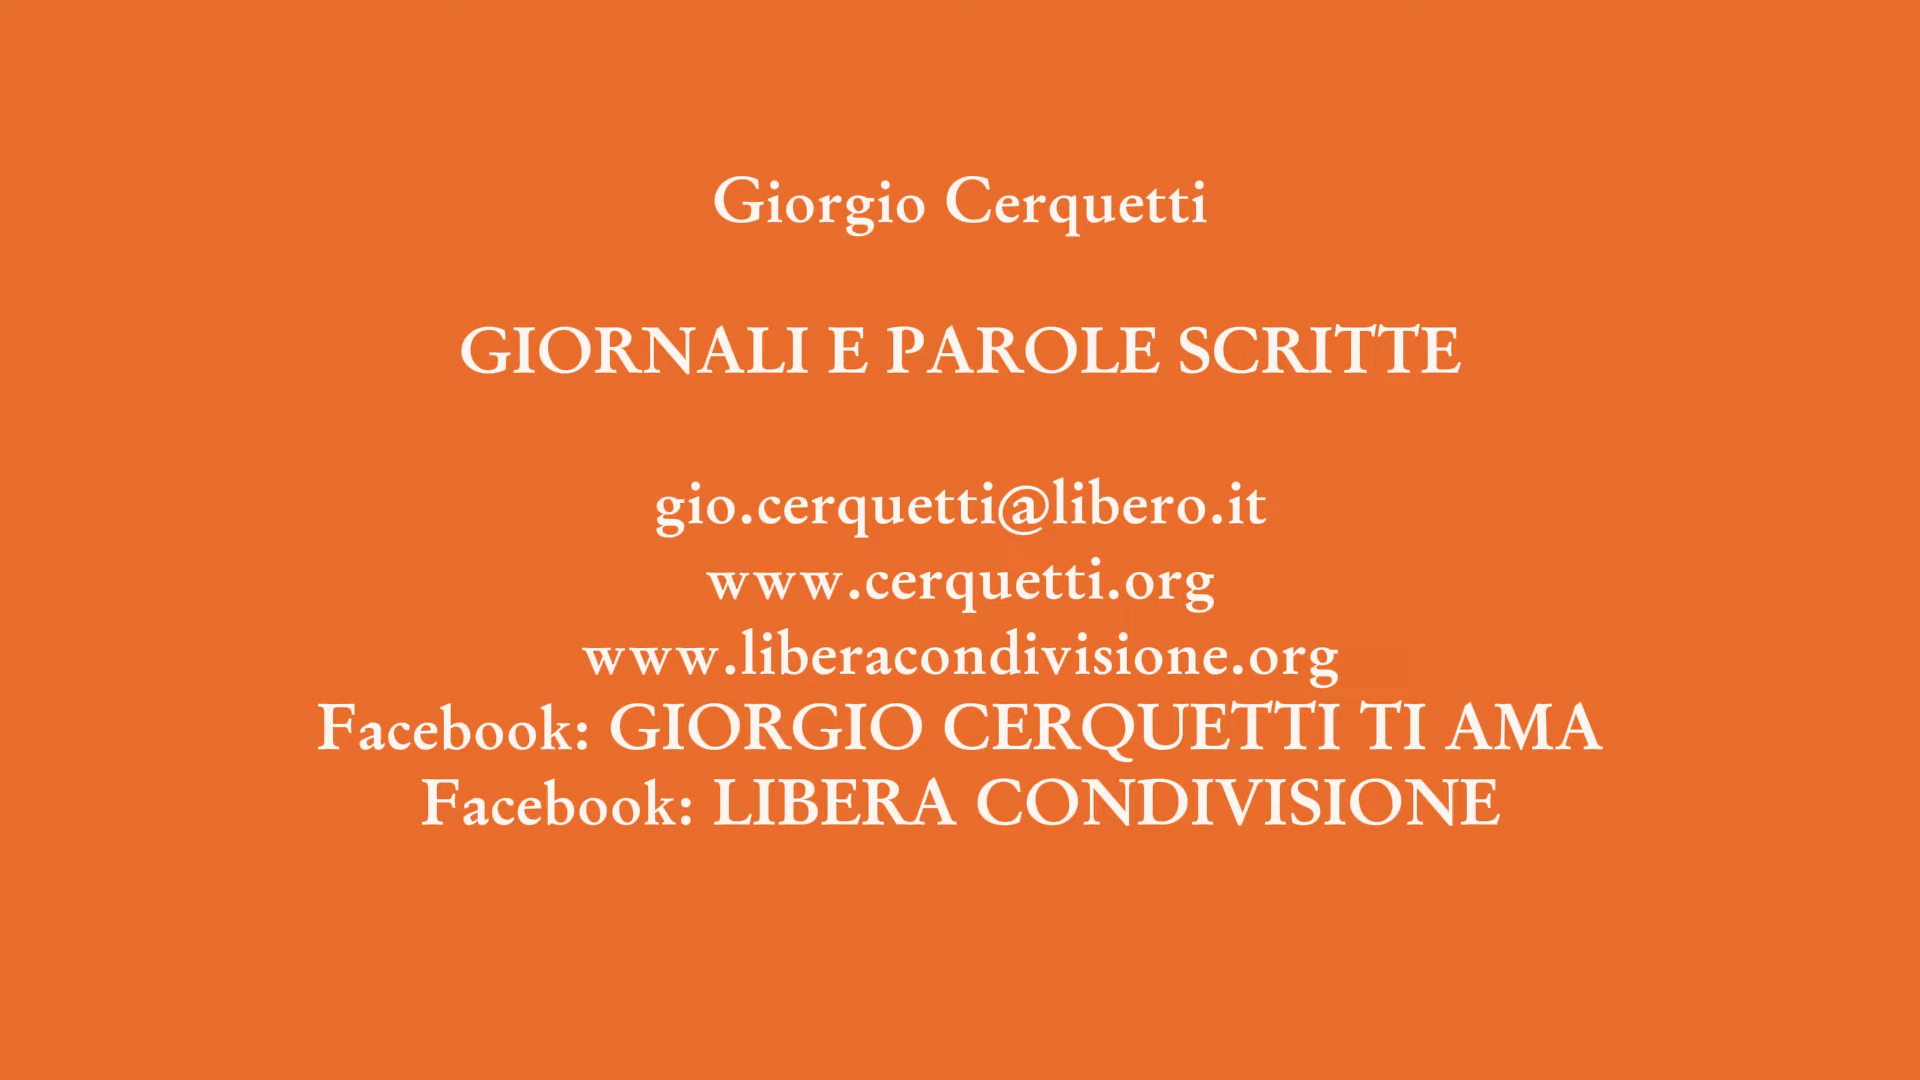 Giorgio Cerquetti
GIORNALI E PAROLE SCRITTE
gio.cerquetti@libero.it
www.cerquetti.org
www.liberacondivisione.org
Facebook: GIORGIO CERQUETTI TI AMA
Facebook: LIBERA CONDIVISIONE